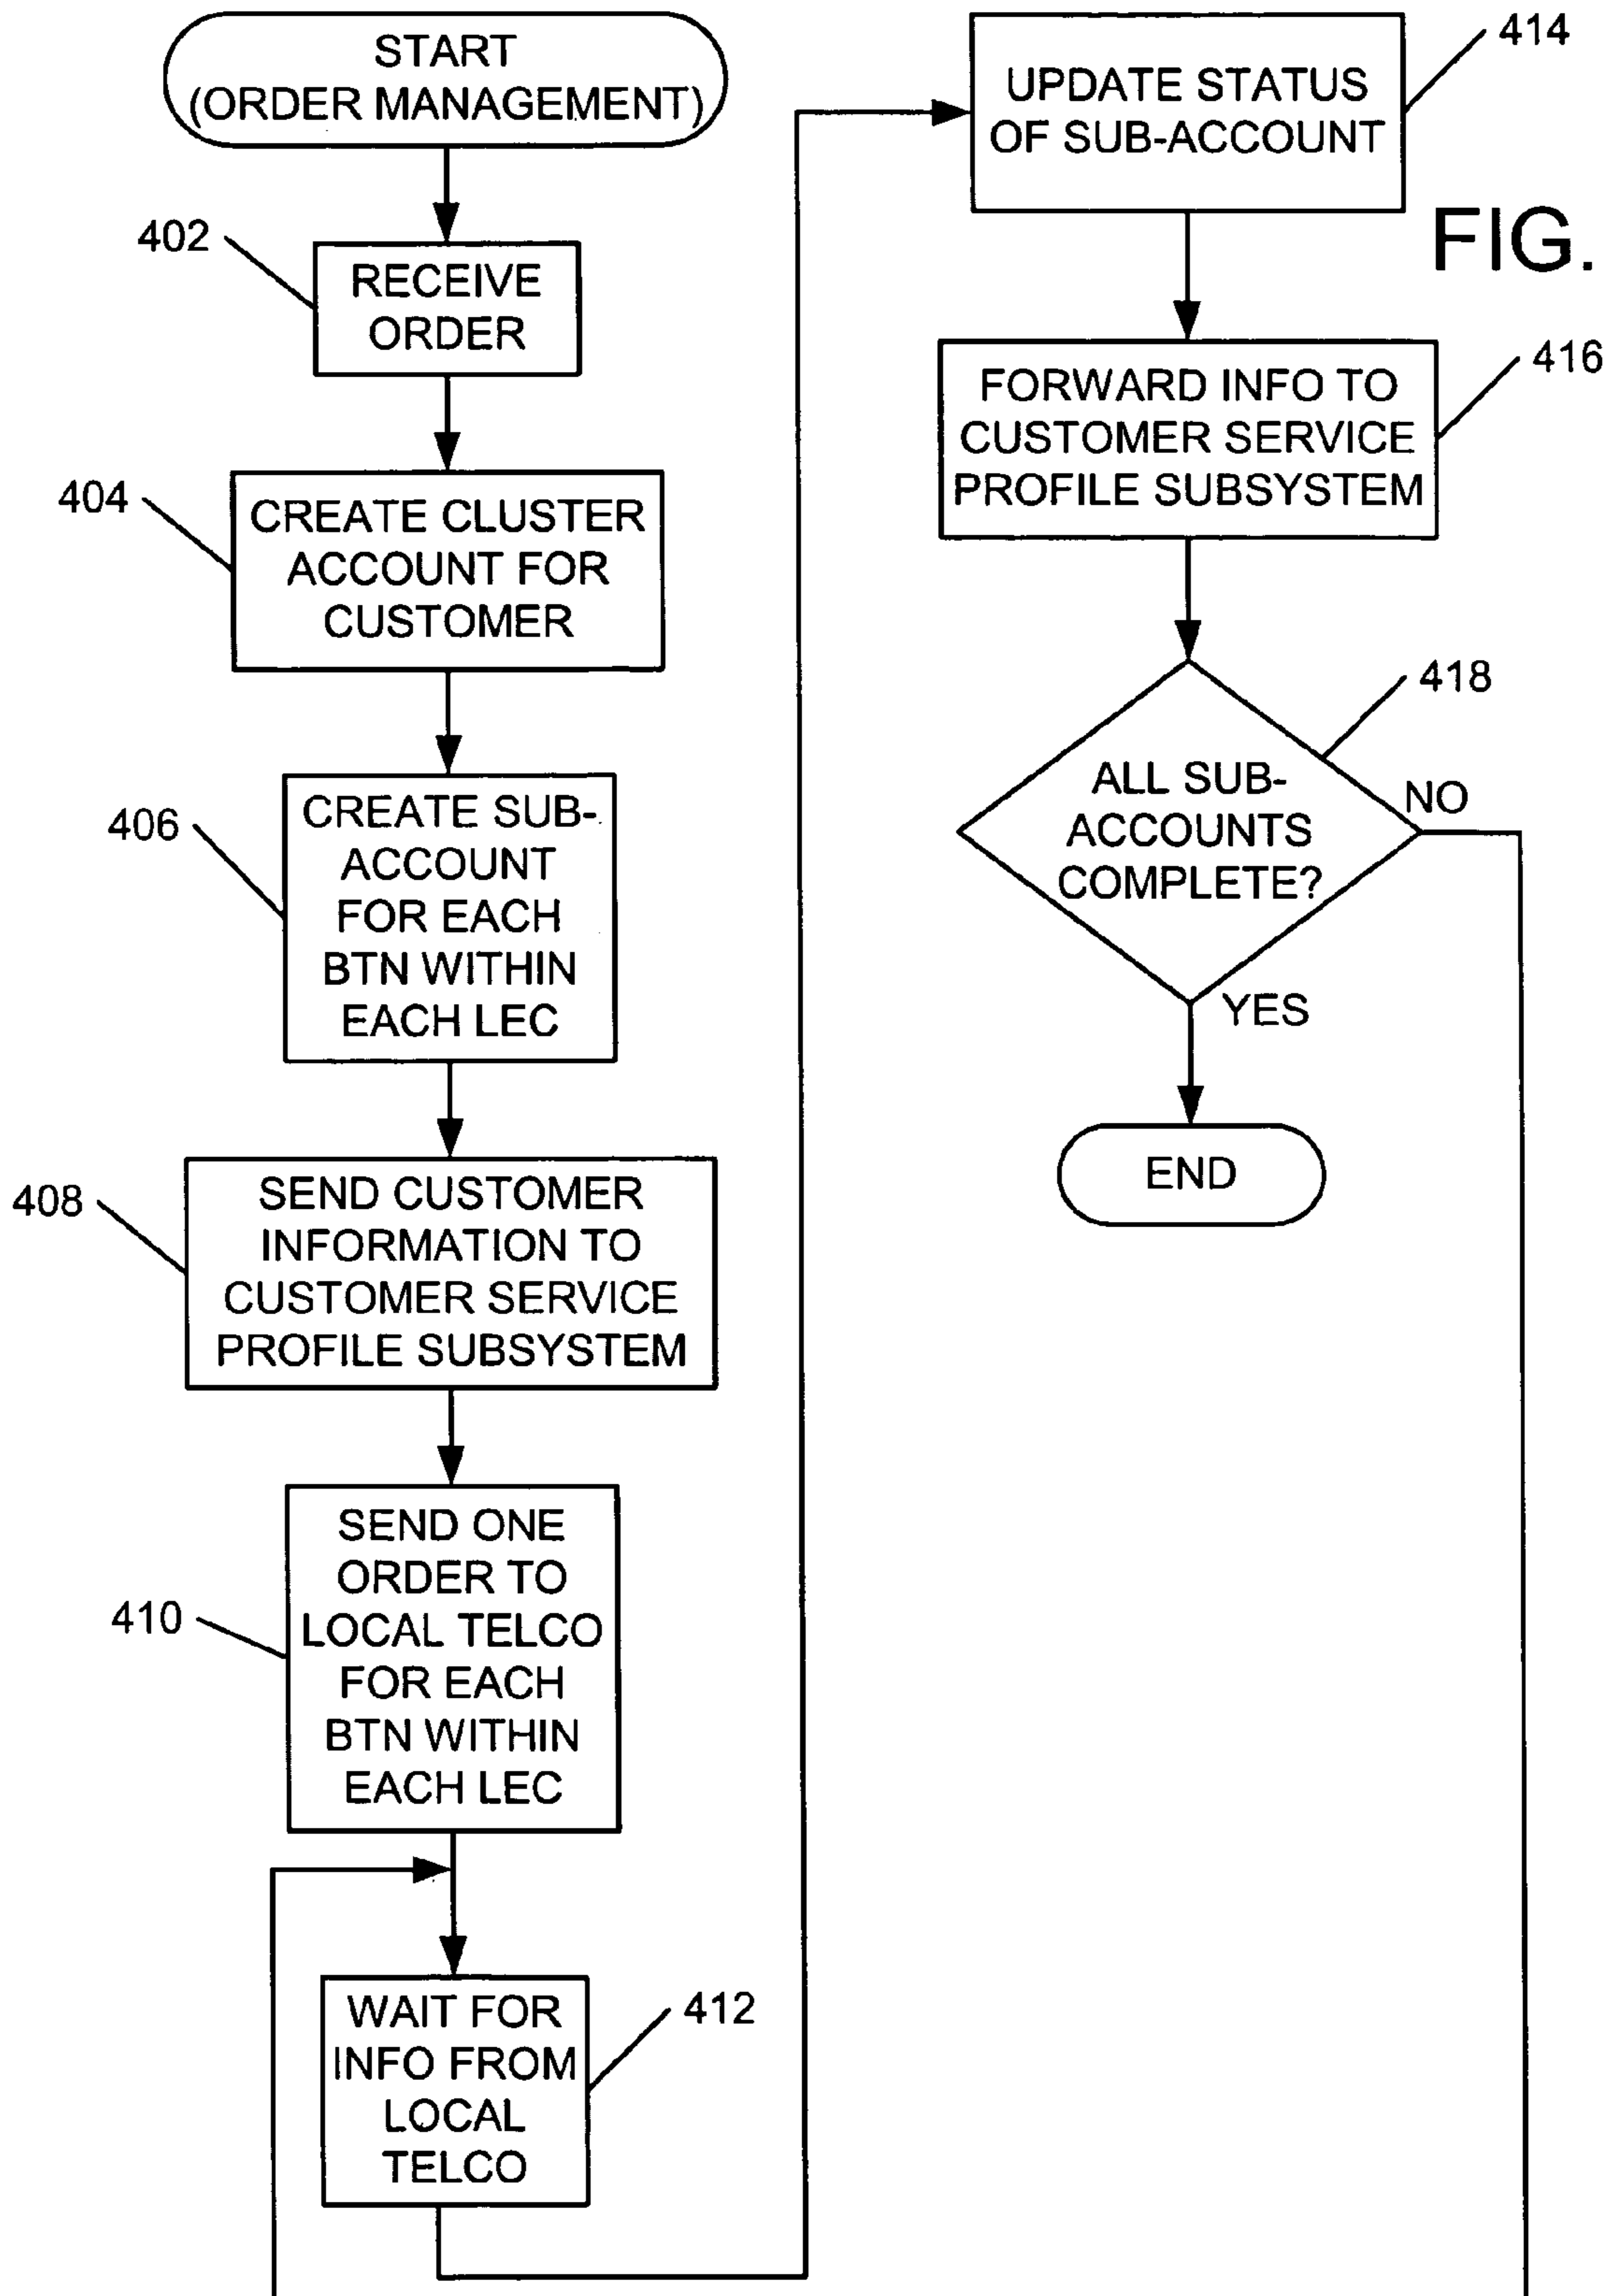 START
(ORDER MANAGEMENT)
402
RECEIVE
ORDER
404
CREATE CLUSTER
ACCOUNT FOR
CUSTOMER
406
CREATE SUB-
ACCOUNT
FOR EACH
BTN WITHIN
EACH LEC
408
SEND CUSTOMER
INFORMATION TO
CUSTOMER SERVICE
PROFILE SUBSYSTEM
410
SEND ONE
ORDER TO
LOCAL TELCO
FOR EACH
BTN WITHIN
EACH LEC
412
WAIT FOR
INFO FROM
LOCAL
TELCO
414
UPDATE STATUS
OF SUB-ACCOUNT
FIG.
416
FORWARD INFO TO
CUSTOMER SERVICE
PROFILE SUBSYSTEM
418
ALL SUB-
ACCOUNTS
COMPLETE?
NO
YES
END